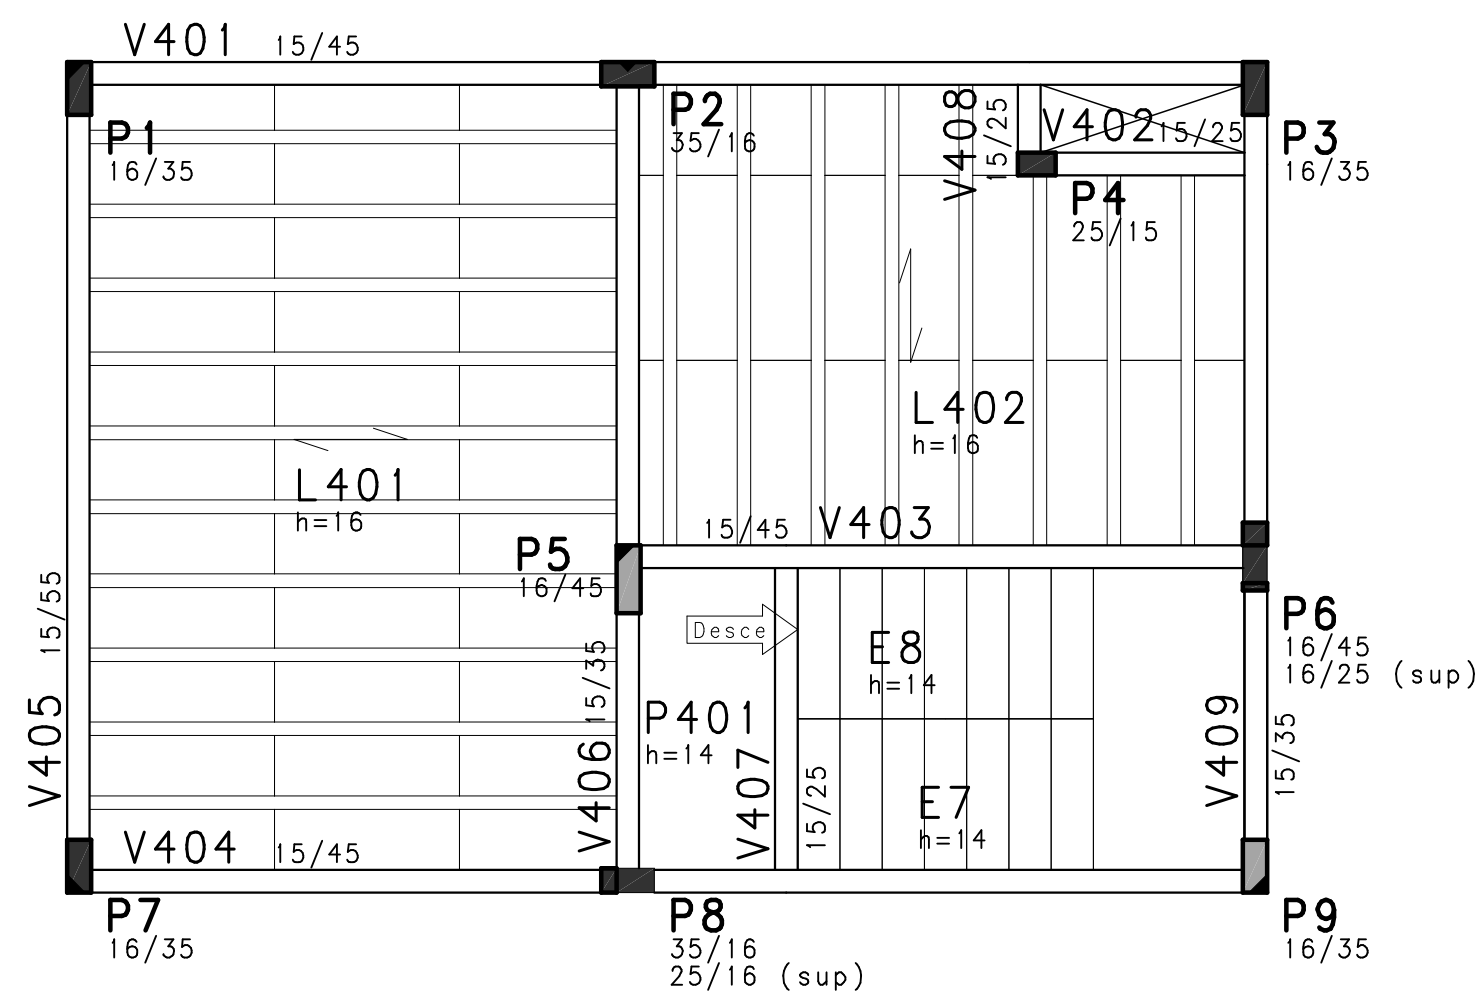 V401 15/45
P1
16/35
P2
35/16
V408 15/25
V402 15/25
P3
16/35
P4
25/15
L402
h=16
L401
h=16
15/45 V403
P5
16/45
V405 15/55
Desce
E8
h=14
P6
16/45
16/25 (sup)
V406 15/35
P401
h=14
V407 15/25
E7
h=14
V409 15/35
V404 15/45
P7
16/35
P8
35/16
25/16 (sup)
P9
16/35